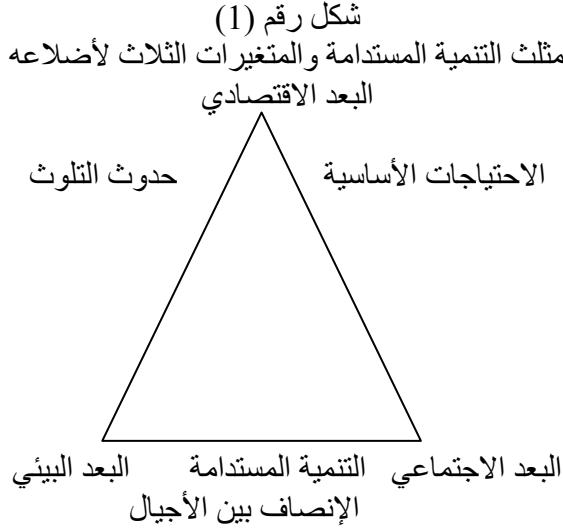 شكل رقم (1)
مثلث التنمية المستدامة والمتغيرات الثلاث لأضلاعه
البعد الاقتصادي
الاحتياجات الأساسية
حدوث التلوث
البعد الاجتماعي
التنمية المستدامة
البعد البيئي
الإنصاف بين الأجيال